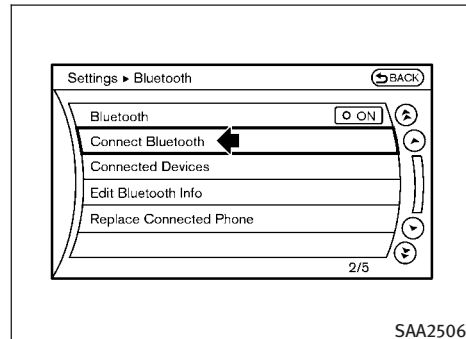 Settings ▸ Bluetooth
BACK
Bluetooth
ON
Connect Bluetooth
Connected Devices
Edit Bluetooth Info
Replace Connected Phone
2/5
SAA2506